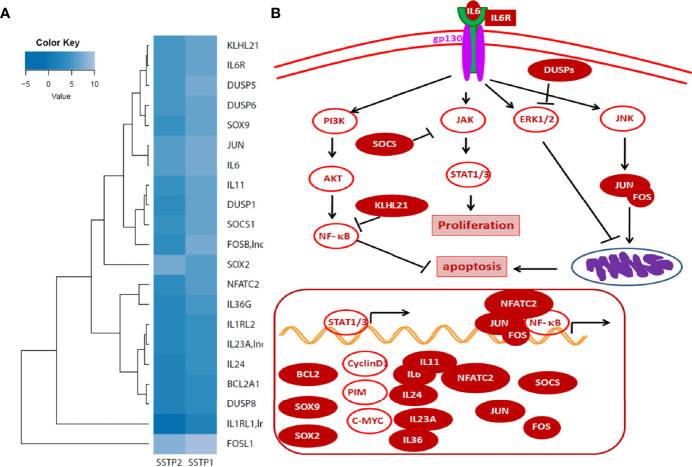 A
Color Key
−5 0 5 10
Value
KLHL21
IL6R
DUSP5
DUSP6
SOX9
JUN
IL6
IL11
DUSP1
SOCS1
FOSB,lnc
SOX2
NFATC2
IL36G
IL1RL2
IL23A,lnc
IL24
BCL2A1
DUSP8
IL1RL1,lr
FOSL1
SSTP2 SSTP1
B
IL6
IL6R
gp130
DUSPs
PI3K
JAK
ERK1/2
JNK
SOCS
AKT
STAT1/3
JUN
FOS
KLHL21
NF-κB
Proliferation
apoptosis
NFATC2
STAT1/3
JUN
NF-κB
FOS
BCL2
CyclinD1
IL11
IL6
NFATC2
SOCS
PIM
IL24
SOX9
JUN
C-MYC
IL23A
FOS
SOX2
IL36